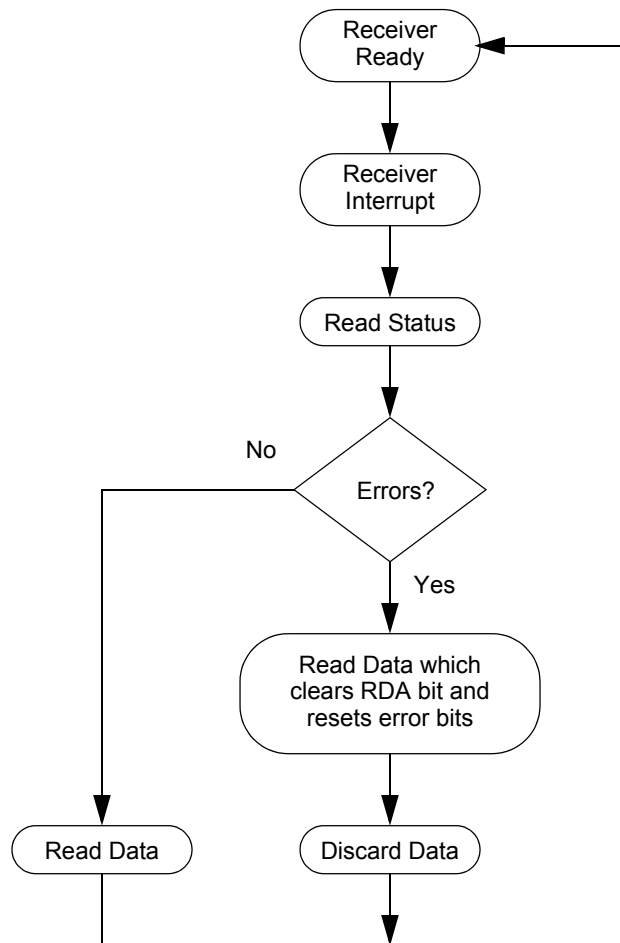 Receiver
Ready
Receiver
Interrupt
Read Status
No
Errors?
Yes
Read Data which
clears RDA bit and
resets error bits
Read Data
Discard Data